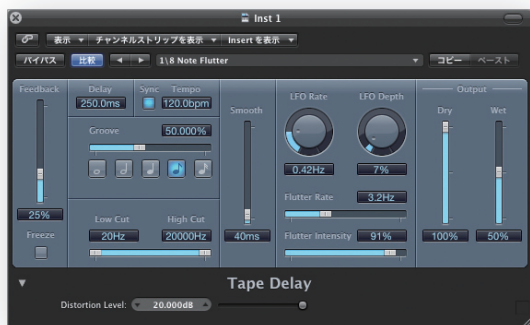 Inst 1
表示 チャンネルストリップを表示 Insert を表示
バイパス 比較 1\8 Note Flutter コピー ペースト
Feedback Delay Sync Tempo LFO Rate LFO Depth Output
250.0ms 120.0bpm Smooth Dry Wet
Groove 50.000%
0.42Hz 7%
Flutter Rate 3.2Hz
25% Low Cut High Cut
Freeze 20Hz 20000Hz 40ms Flutter Intensity 91% 100% 50%
Tape Delay
Distortion Level: 20.000dB